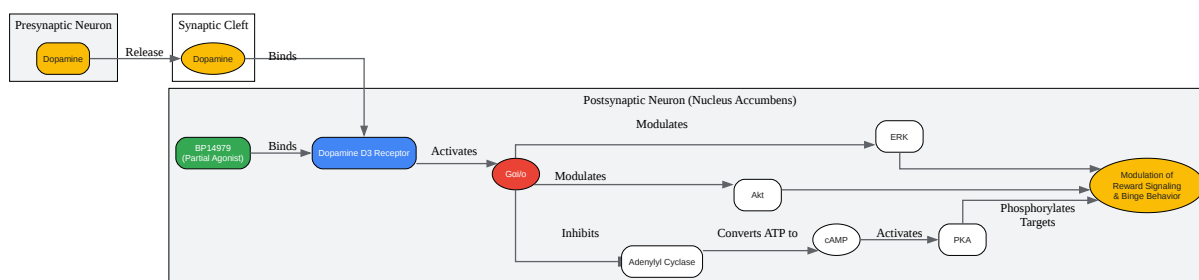 Presynaptic Neuron
Dopamine
Release
Synaptic Cleft
Dopamine
Binds
Postsynaptic Neuron (Nucleus Accumbens)
BP14979
(Partial Agonist)
Binds
Dopamine D3 Receptor
Activates
Gαi/o
Modulates
ERK
Modulates
Akt
Inhibits
Adenylyl Cyclase
Converts ATP to
cAMP
Activates
PKA
Phosphorylates
Targets
Modulation of
Reward Signaling
& Binge Behavior